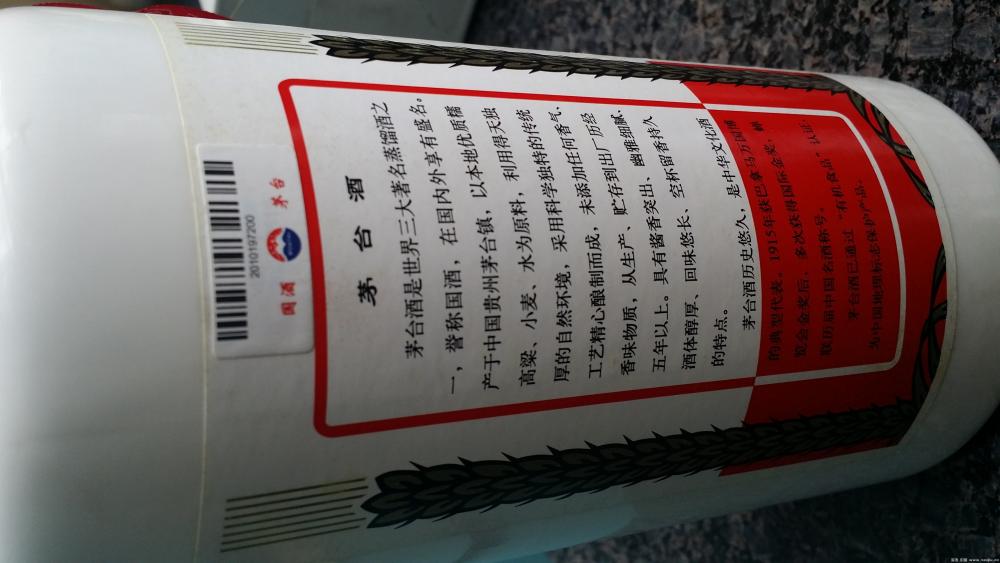 20101972​00
国酒 茅台
茅台酒
茅台酒是世界三大著名蒸馏酒之
一，誉称国酒，在国内外享有盛名。
产于中国贵州茅台镇，以本地优质糯
高粱、小麦、水为原料，利用得天独
厚的自然环境，采用科学独特的传统
工艺精心酿制而成，未添加任何香气、
香味物质，从生产、贮存到出厂历经
五年以上。具有酱香突出、幽雅细腻、
酒体醇厚、回味悠长、空杯留香持久
的特点。
茅台酒历史悠久，是中华文化酒
的典型代表。1915年获巴拿马万国博
览会金奖后，多次获得国际金奖，蝉
联历届中国名酒称号。
茅台酒已通过“有机食品”认证，
为中国地理标志保护产品。